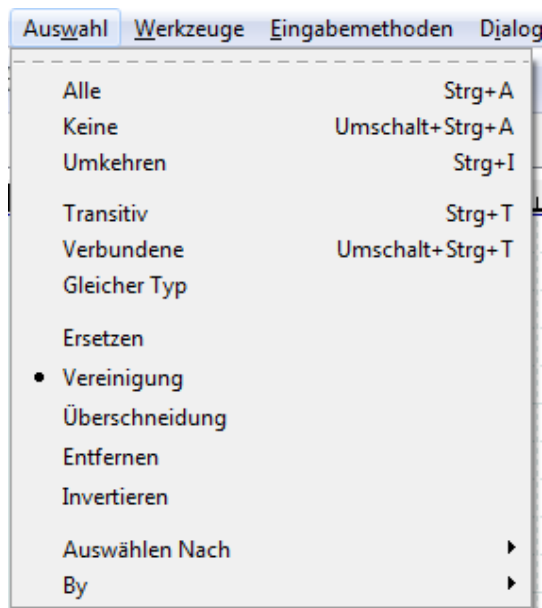 Auswahl Werkzeuge Eingabemethoden Dialog
Alle Strg+A
Keine Umschalt+Strg+A
Umkehren Strg+I
Transitiv Strg+T
Verbundene Umschalt+Strg+T
Gleicher Typ
Ersetzen
Vereinigung
Überschneidung
Entfernen
Invertieren
Auswählen Nach
By